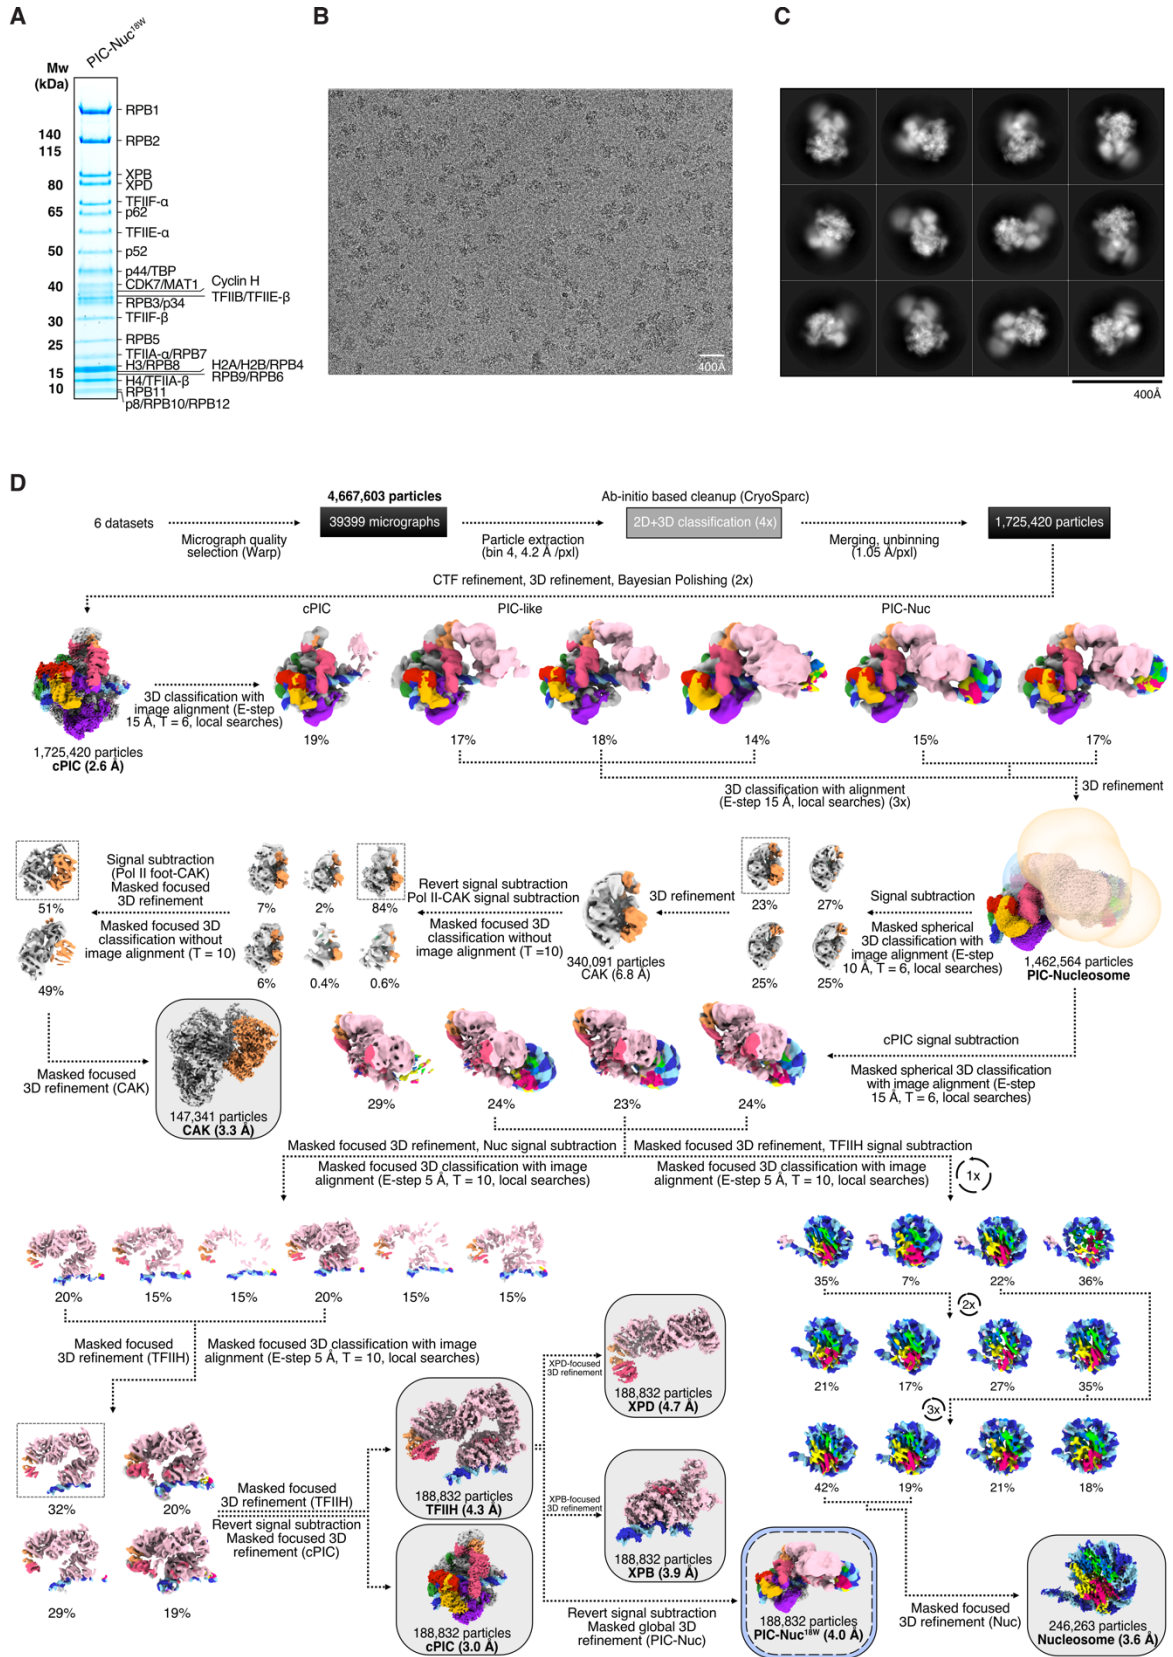 A
PIC-Nuc18W
Mw
(kDa)
140
115
80
65
50
40
30
25
15
10
RPB1
RPB2
XPB
XPD
TFIIF-α
p62
TFIIE-α
p52
p44/TBP
CDK7/MAT1
Cyclin H
TFIIB/TFIIE-β
RPB3/p34
TFIIF-β
RPB5
TFIIA-α/RPB7
H3/RPB8
H2A/H2B/RPB4
RPB9/RPB6
H4/TFIIA-β
RPB11
p8/RPB10/RPB12
B
400Å
C
400Å
D
6 datasets
Micrograph quality
selection (Warp)
4,667,603 particles
39399 micrographs
Particle extraction
(bin 4, 4.2 Å /pxl)
Ab-initio based cleanup (CryoSparc)
2D+3D classification (4x)
Merging, unbinning
(1.05 Å/pxl)
1,725,420 particles
CTF refinement, 3D refinement, Bayesian Polishing (2x)
cPIC
PIC-like
PIC-Nuc
1,725,420 particles
cPIC (2.6 Å)
3D classification with
image alignment (E-step
15 Å, T = 6, local searches)
19%
17%
18%
14%
15%
17%
3D classification with alignment
(E-step 15 Å, local searches) (3x)
3D refinement
1,462,564 particles
PIC-Nucleosome
Signal subtraction
Masked spherical
3D classification with
image alignment (E-step
10 Å, T = 6, local searches)
23%
27%
25%
25%
3D refinement
340,091 particles
CAK (6.8 Å)
Revert signal subtraction
Pol II-CAK signal subtraction
Masked focused 3D
classification without
image alignment (T =10)
7%
2%
84%
6%
0.4%
0.6%
Signal subtraction
(Pol II foot-CAK)
Masked focused
3D refinement
Masked focused 3D
classification without
image alignment (T = 10)
51%
49%
Masked focused
3D refinement (CAK)
147,341 particles
CAK (3.3 Å)
cPIC signal subtraction
Masked spherical 3D classification
with image alignment (E-step
15 Å, T = 6, local searches)
29%
24%
23%
24%
Masked focused 3D refinement, Nuc signal subtraction
Masked focused 3D classification with image
alignment (E-step 5 Å, T = 10, local searches)
Masked focused 3D refinement, TFIIH signal subtraction
Masked focused 3D classification with image
alignment (E-step 5 Å, T = 10, local searches)
1x
20%
15%
15%
20%
15%
15%
35%
7%
22%
36%
2x
21%
17%
27%
35%
3x
42%
19%
21%
18%
Masked focused
3D refinement (TFIIH)
Masked focused 3D classification with image
alignment (E-step 5 Å, T = 10, local searches)
32%
20%
29%
19%
Masked focused
3D refinement (TFIIH)
Revert signal subtraction
Masked focused 3D
refinement (cPIC)
188,832 particles
TFIIH (4.3 Å)
188,832 particles
cPIC (3.0 Å)
XPD-focused
3D refinement
188,832 particles
XPD (4.7 Å)
XPB-focused
3D refinement
188,832 particles
XPB (3.9 Å)
Revert signal subtraction
Masked global 3D
refinement (PIC-Nuc)
188,832 particles
PIC-Nuc18W (4.0 Å)
Masked focused
3D refinement (Nuc)
246,263 particles
Nucleosome (3.6 Å)